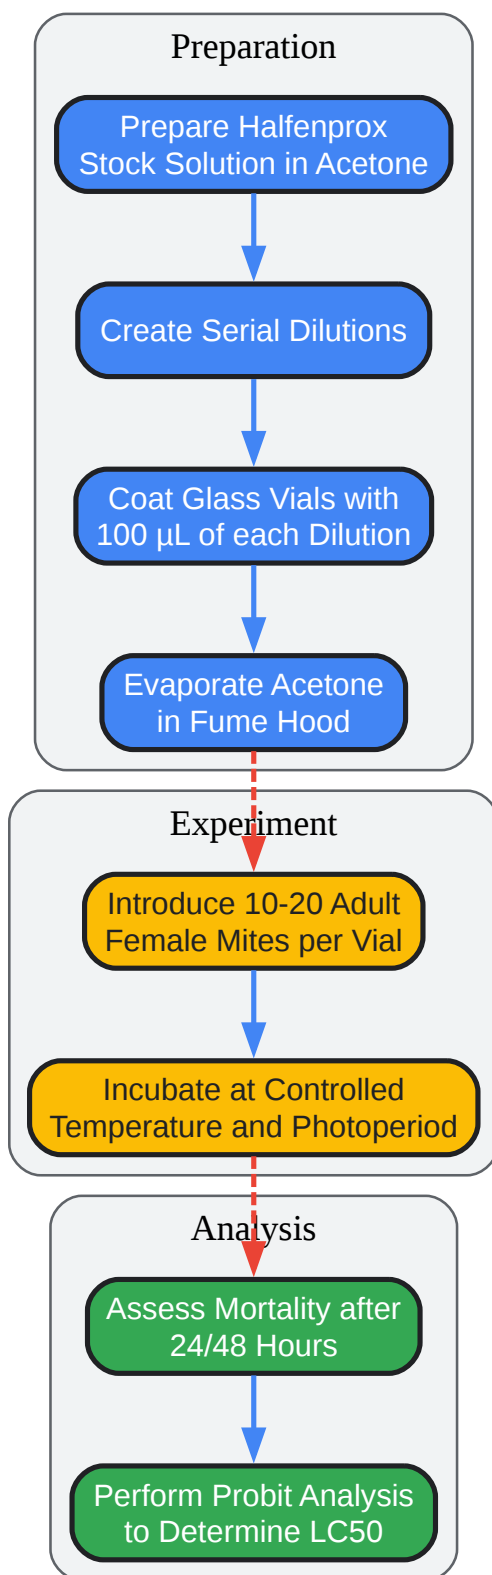 Preparation
Prepare Halfenprox
Stock Solution in Acetone
Create Serial Dilutions
Coat Glass Vials with
100 µL of each Dilution
Evaporate Acetone
in Fume Hood
Experiment
Introduce 10-20 Adult
Female Mites per Vial
Incubate at Controlled
Temperature and Photoperiod
Analysis
Assess Mortality after
24/48 Hours
Perform Probit Analysis
to Determine LC50